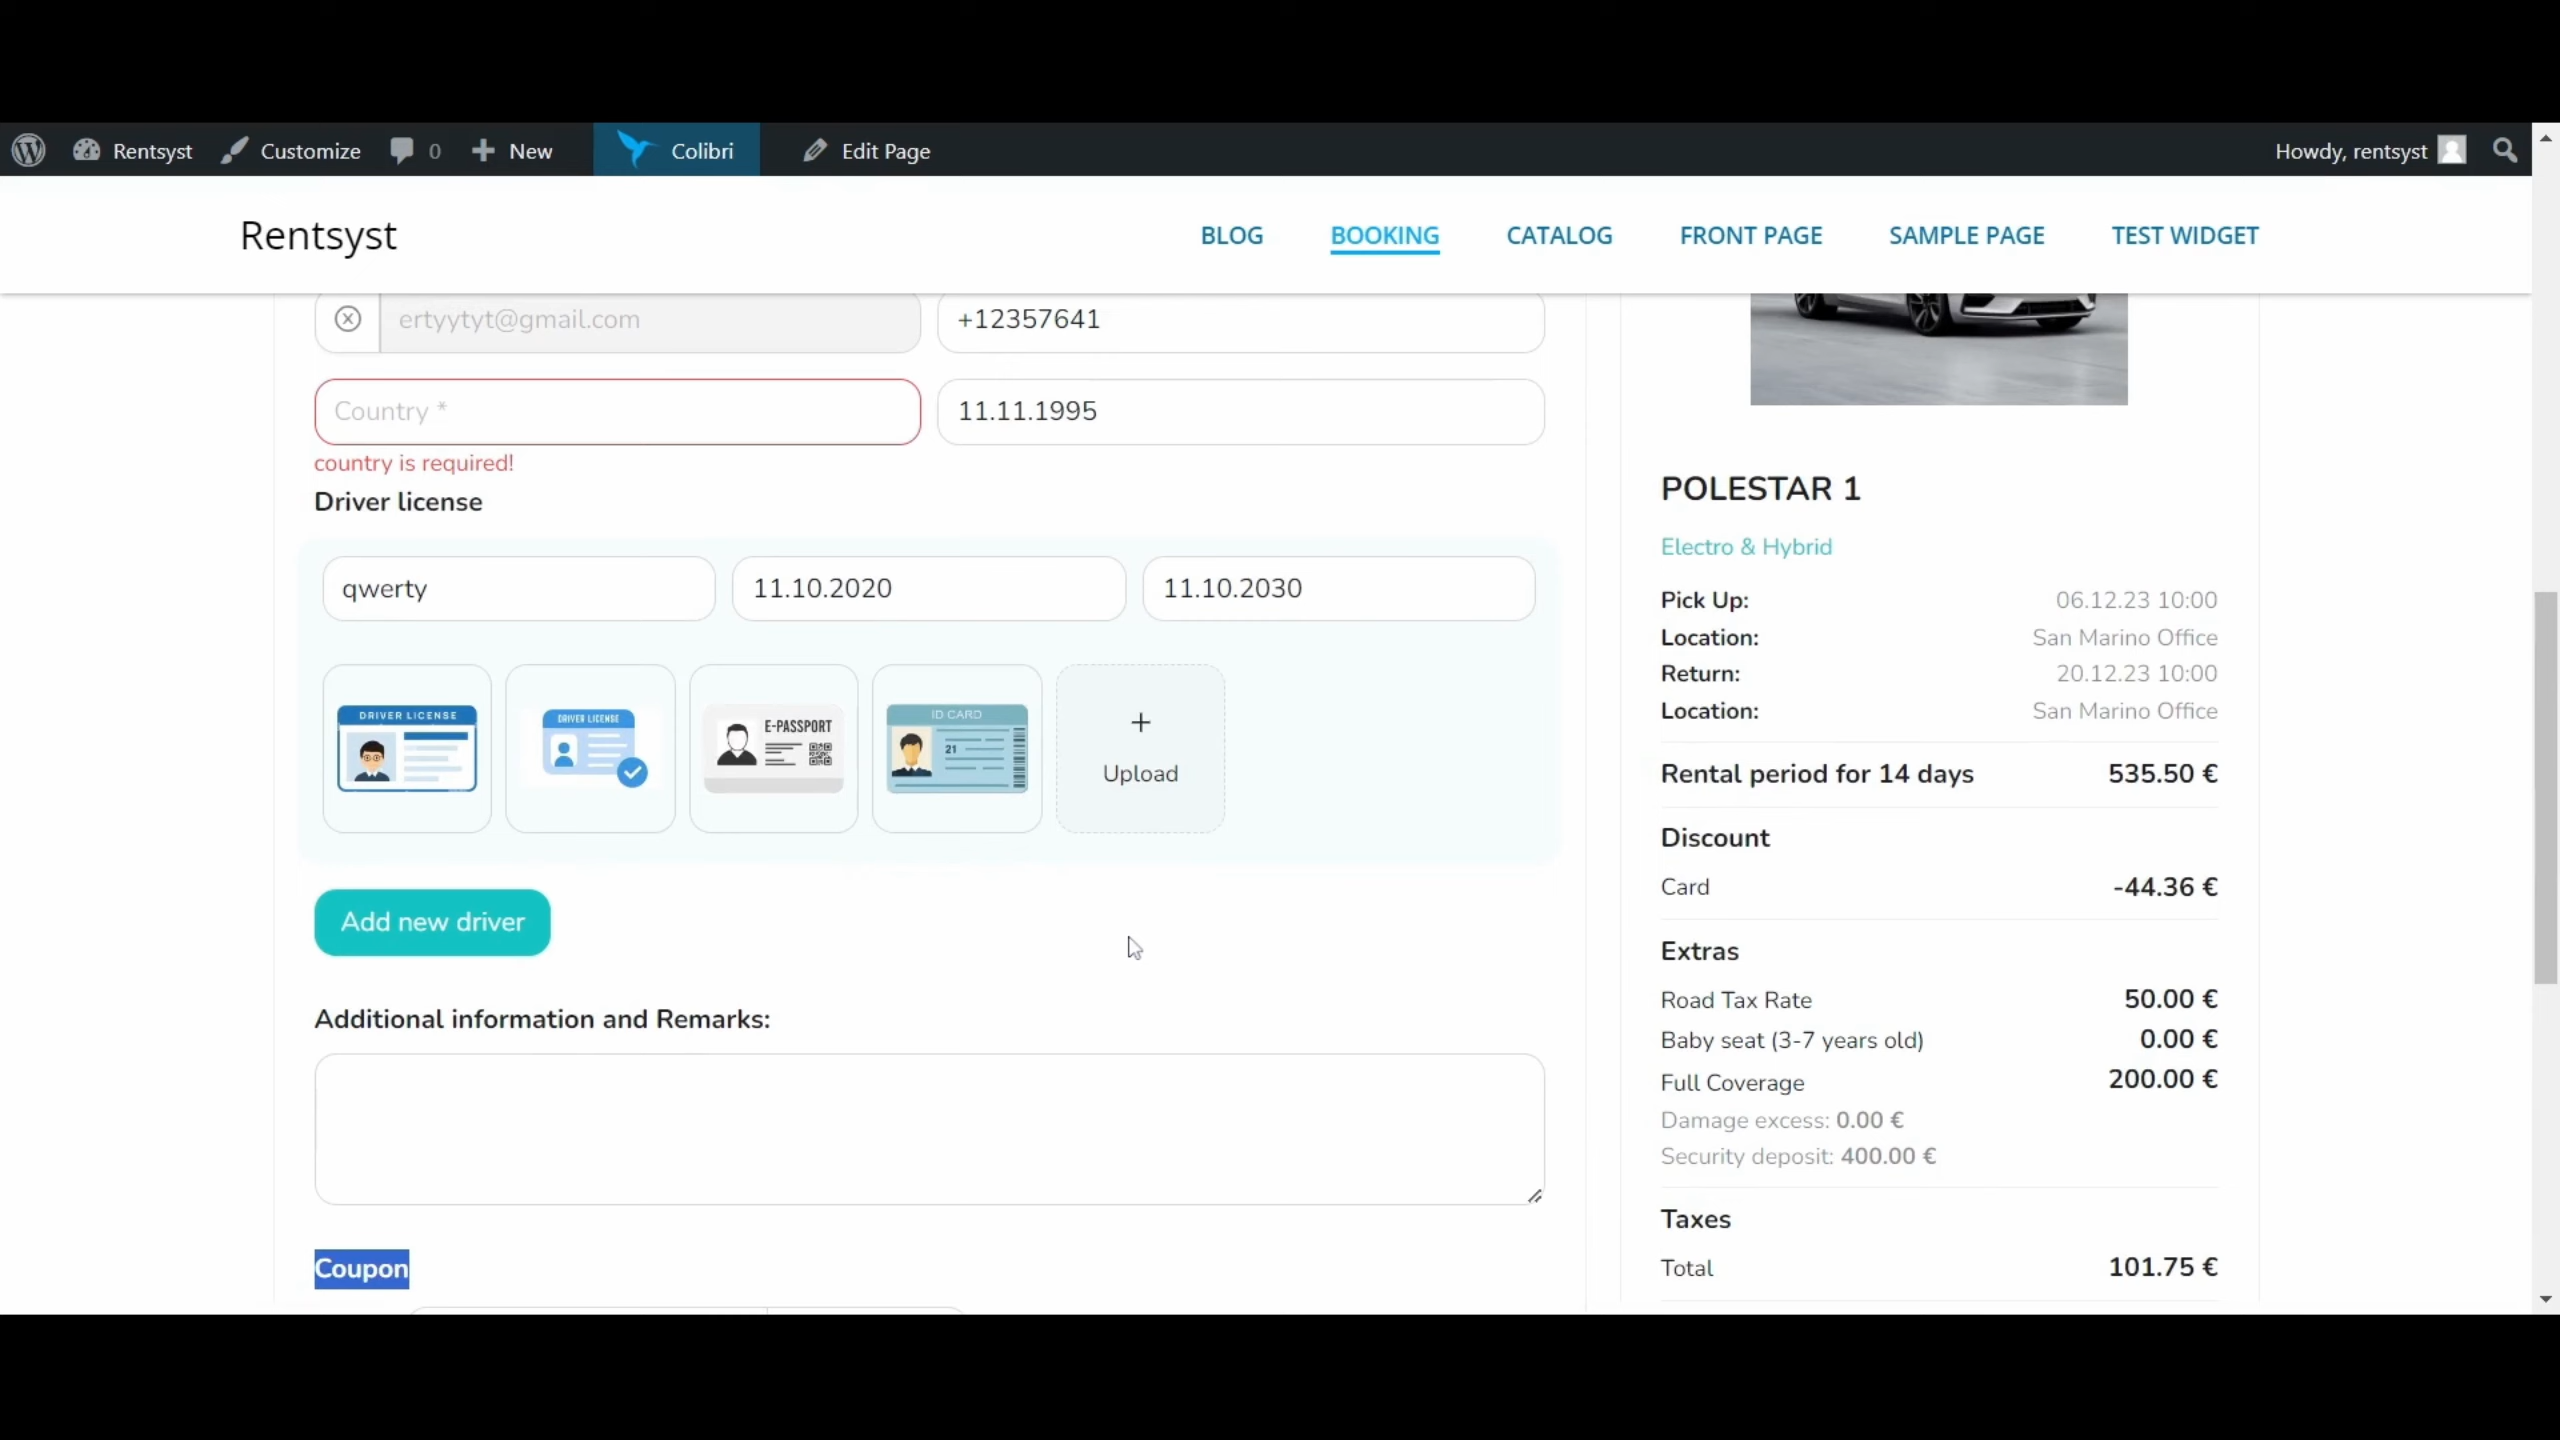 Rentsyst
Customize
0
New
Colibri
Edit Page
Howdy, rentsyst
Rentsyst
BLOG
BOOKING
CATALOG
FRONT PAGE
SAMPLE PAGE
TEST WIDGET
ertyytyt@gmail.com
+12357641
Country *
11.11.1995
country is required!
Driver license
qwerty
11.10.2020
11.10.2030
DRIVER LICENSE
DRIVER LICENSE
E-PASSPORT
ID CARD
21
+
Upload
Add new driver
Additional information and Remarks:
Coupon
POLESTAR 1
Electro & Hybrid
Pick Up: 06.12.23 10:00
Location: San Marino Office
Return: 20.12.23 10:00
Location: San Marino Office
Rental period for 14 days 535.50 €
Discount
Card -44.36 €
Extras
Road Tax Rate 50.00 €
Baby seat (3-7 years old) 0.00 €
Full Coverage 200.00 €
Damage excess: 0.00 €
Security deposit: 400.00 €
Taxes
Total 101.75 €